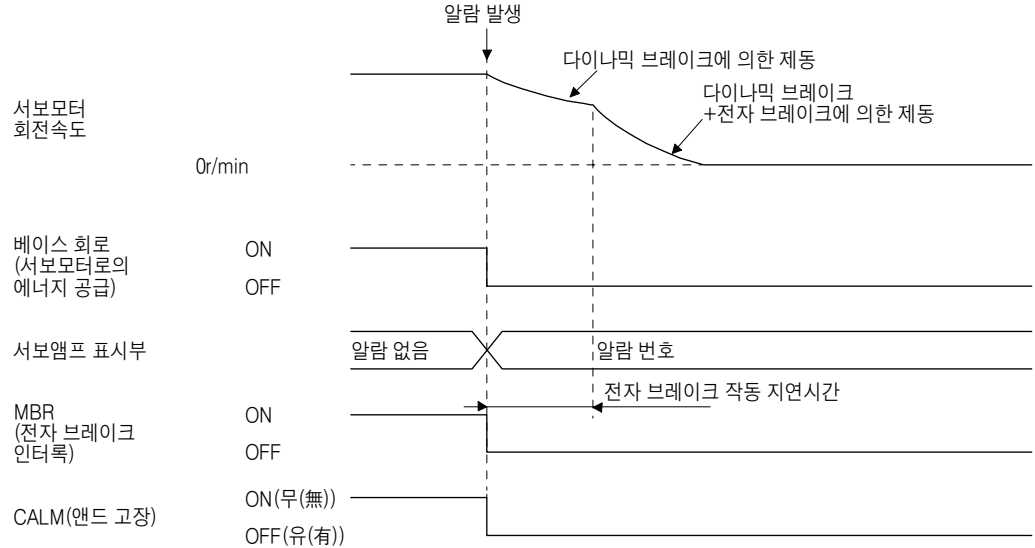 알람 발생
다이나믹 브레이크에 의한 제동
다이나믹 브레이크
+전자 브레이크에 의한 제동
서보모터
회전속도
0r/min
베이스 회로
(서보모터로의
에너지 공급)
ON
OFF
서보앰프 표시부
알람 없음
알람 번호
전자 브레이크 작동 지연시간
MBR
(전자 브레이크
인터록)
ON
OFF
CALM(앤드 고장)
ON(무(無))
OFF(유(有))